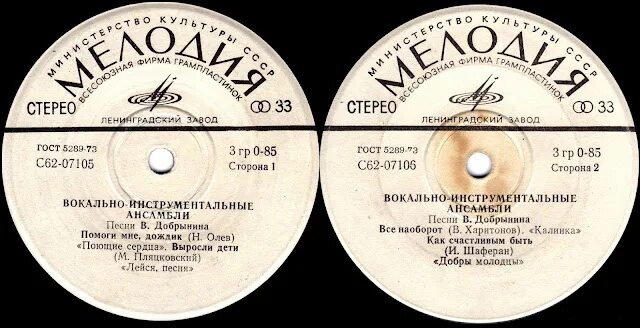 МИНИСТЕРСТВО КУЛЬТУРЫ СССР
МЕЛОДИЯ
ВСЕСОЮЗНАЯ ФИРМА ГРАМПЛАСТИНОК
СТЕРЕО
33
ЛЕНИНГРАДСКИЙ ЗАВОД
ГОСТ 5289-73
3 гр 0-85
С62-07105
Сторона 1
ВОКАЛЬНО-ИНСТРУМЕНТАЛЬНЫЕ
АНСАМБЛИ
Песни В. Добрынина
Помоги мне, дождик (Н. Олев)
«Поющие сердца». Выросли дети
(М. Пляцковский)
«Лейся, песня»
МИНИСТЕРСТВО КУЛЬТУРЫ СССР
МЕЛОДИЯ
ВСЕСОЮЗНАЯ ФИРМА ГРАМПЛАСТИНОК
СТЕРЕО
33
ЛЕНИНГРАДСКИЙ ЗАВОД
ГОСТ 5289-73
3 гр 0-85
С62-07106
Сторона 2
ВОКАЛЬНО-ИНСТРУМЕНТАЛЬНЫЕ
АНСАМБЛИ
Песни В. Добрынина
Все наоборот (В. Харитонов). «Калинка»
Как счастливым быть
(И. Шаферан)
«Добры молодцы»